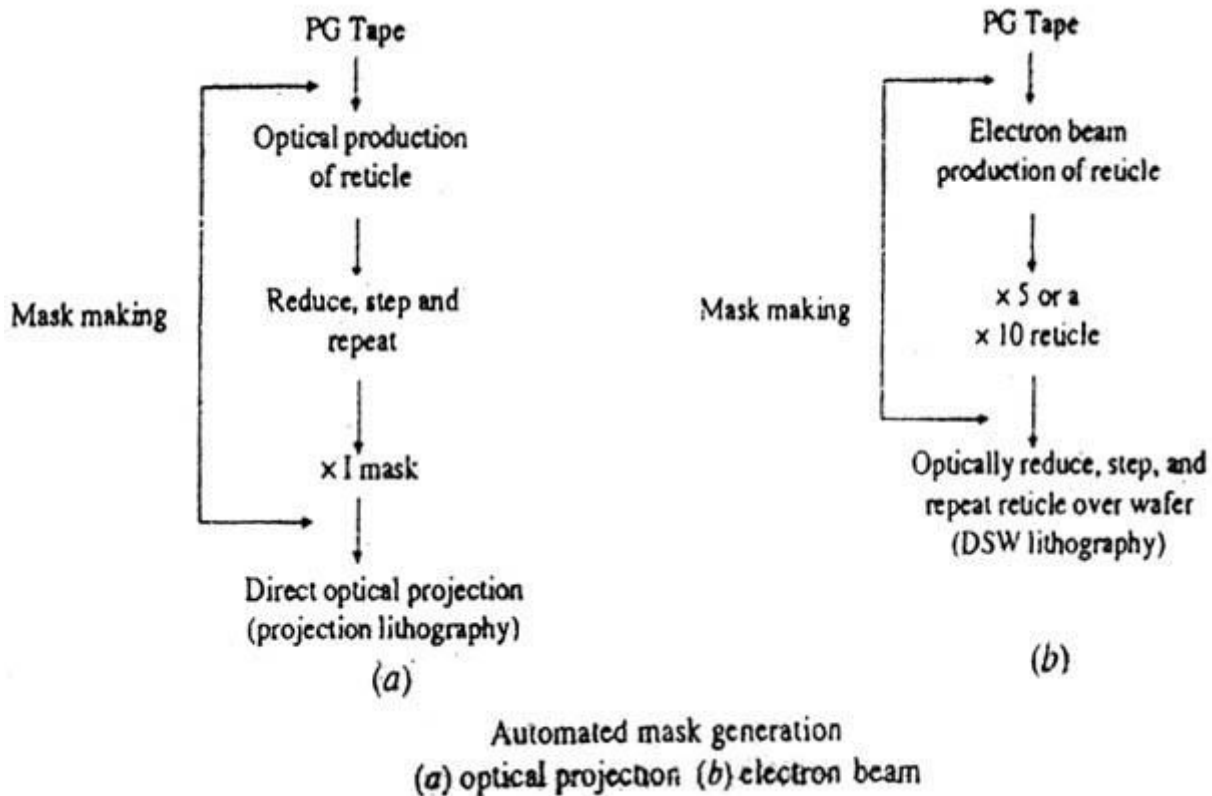 PG Tape
Optical production
of reticle
Reduce, step and
repeat
Mask making
× I mask
Direct optical projection
(projection lithography)
(a)
PG Tape
Electron beam
production of reticle
× 5 or a
× 10 reticle
Mask making
Optically reduce, step, and
repeat reticle over wafer
(DSW lithography)
(b)
Automated mask generation
(a) optical projection (b) electron beam